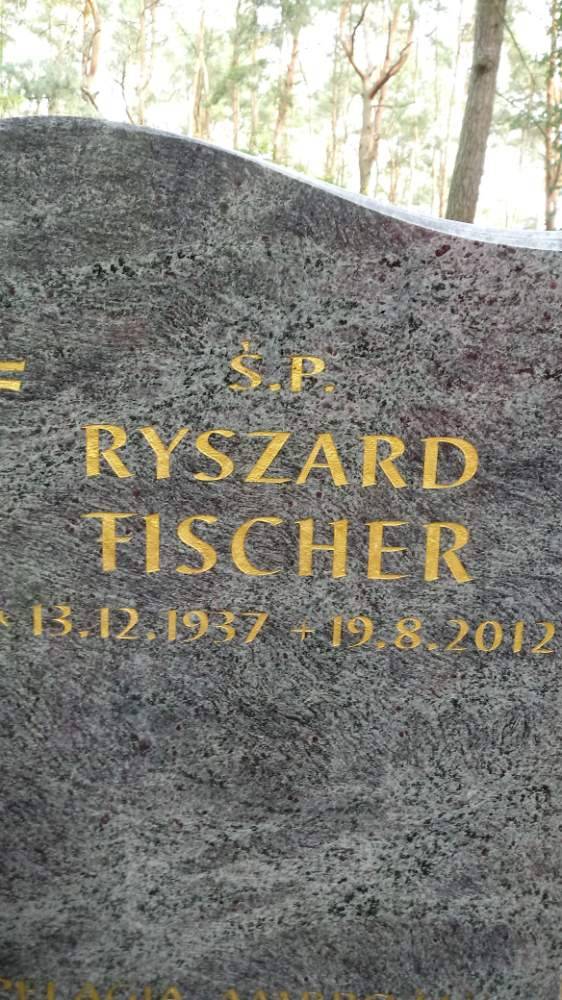 Ś.P.
RYSZARD
FISCHER
* 13.12.1937 + 19.8.2012